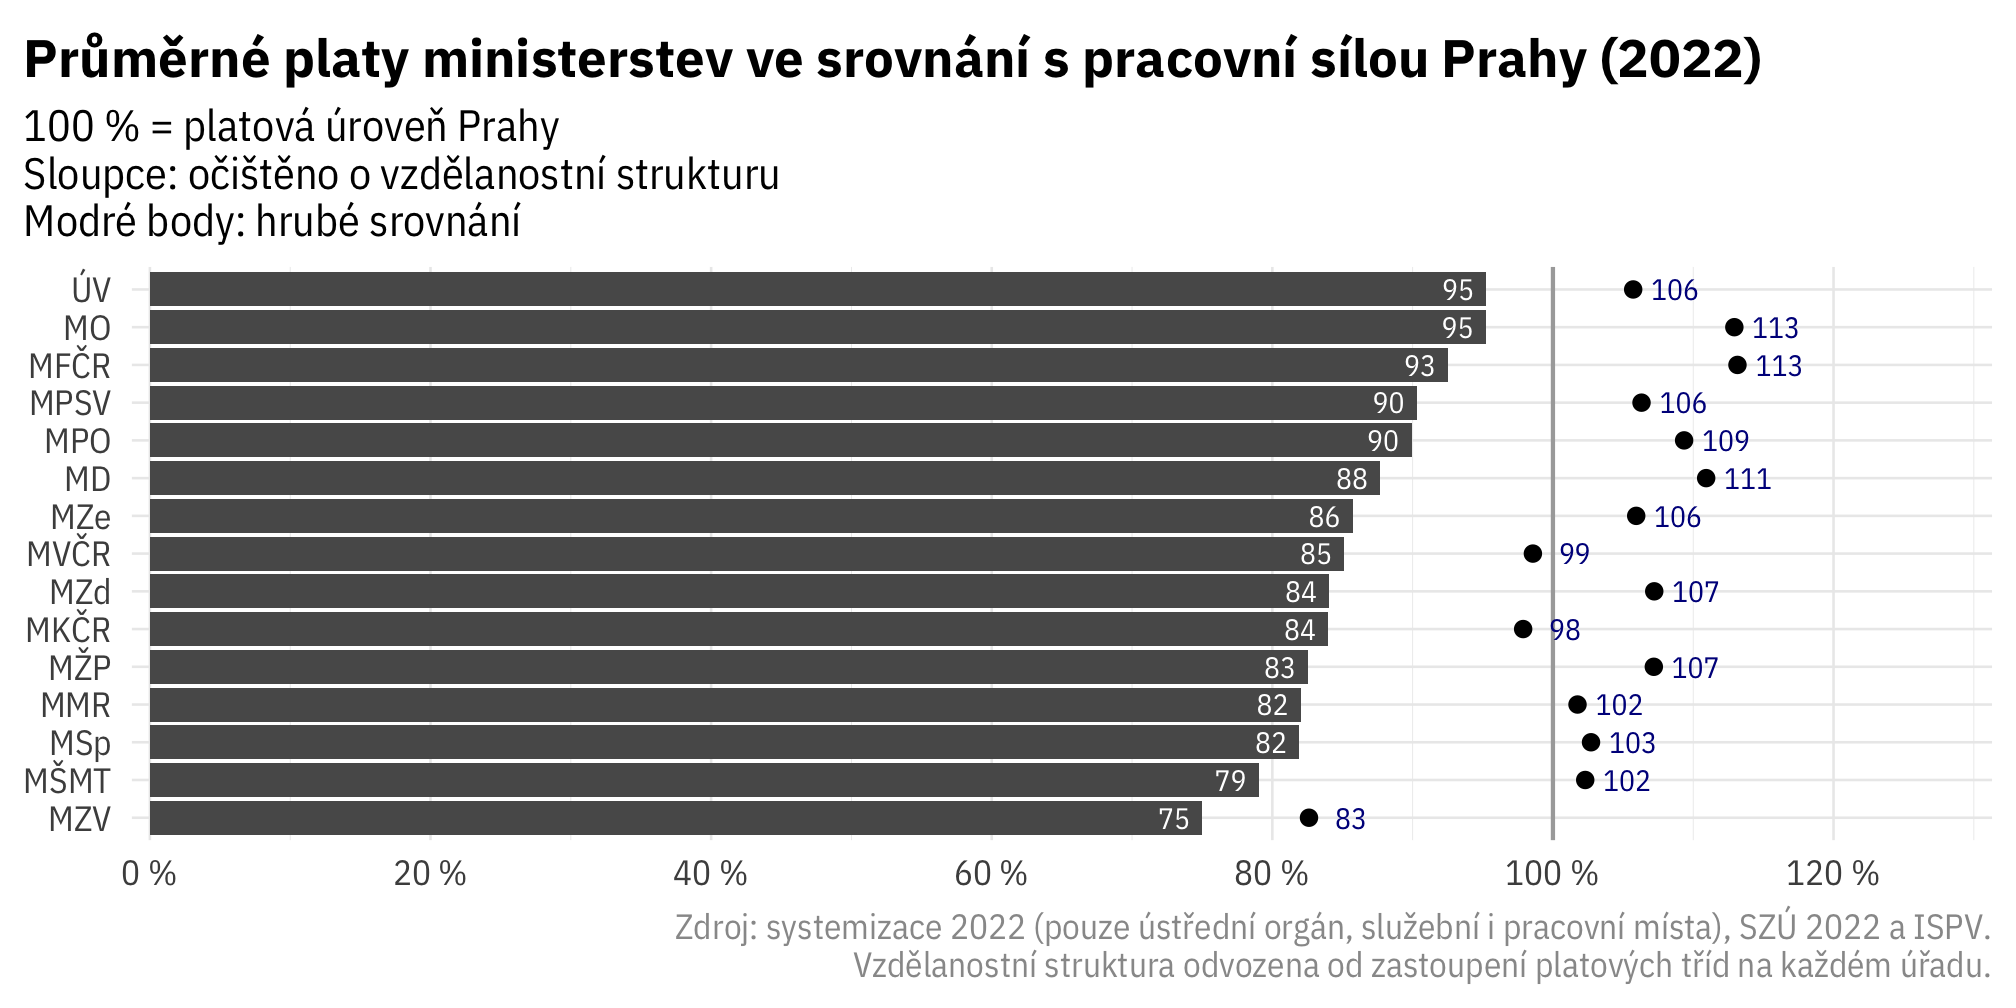 Průměrné platy ministerstev ve srovnání s pracovní sílou Prahy (2022)
100 % = platová úroveň Prahy
Sloupce: očištěno o vzdělanostní strukturu
Modré body: hrubé srovnání
ÚV 95 106
MO 95 113
MFČR 93 113
MPSV 90 106
MPO 90 109
MD 88 111
MZe 86 106
MVČR 85 99
MZd 84 107
MKČR 84 98
MŽP 83 107
MMR 82 102
MSp 82 103
MŠMT 79 102
MZV 75 83
0 % 20 % 40 % 60 % 80 % 100 % 120 %
Zdroj: systemizace 2022 (pouze ústřední orgán, služební i pracovní místa), SZÚ 2022 a ISPV.
Vzdělanostní struktura odvozena od zastoupení platových tříd na každém úřadu.